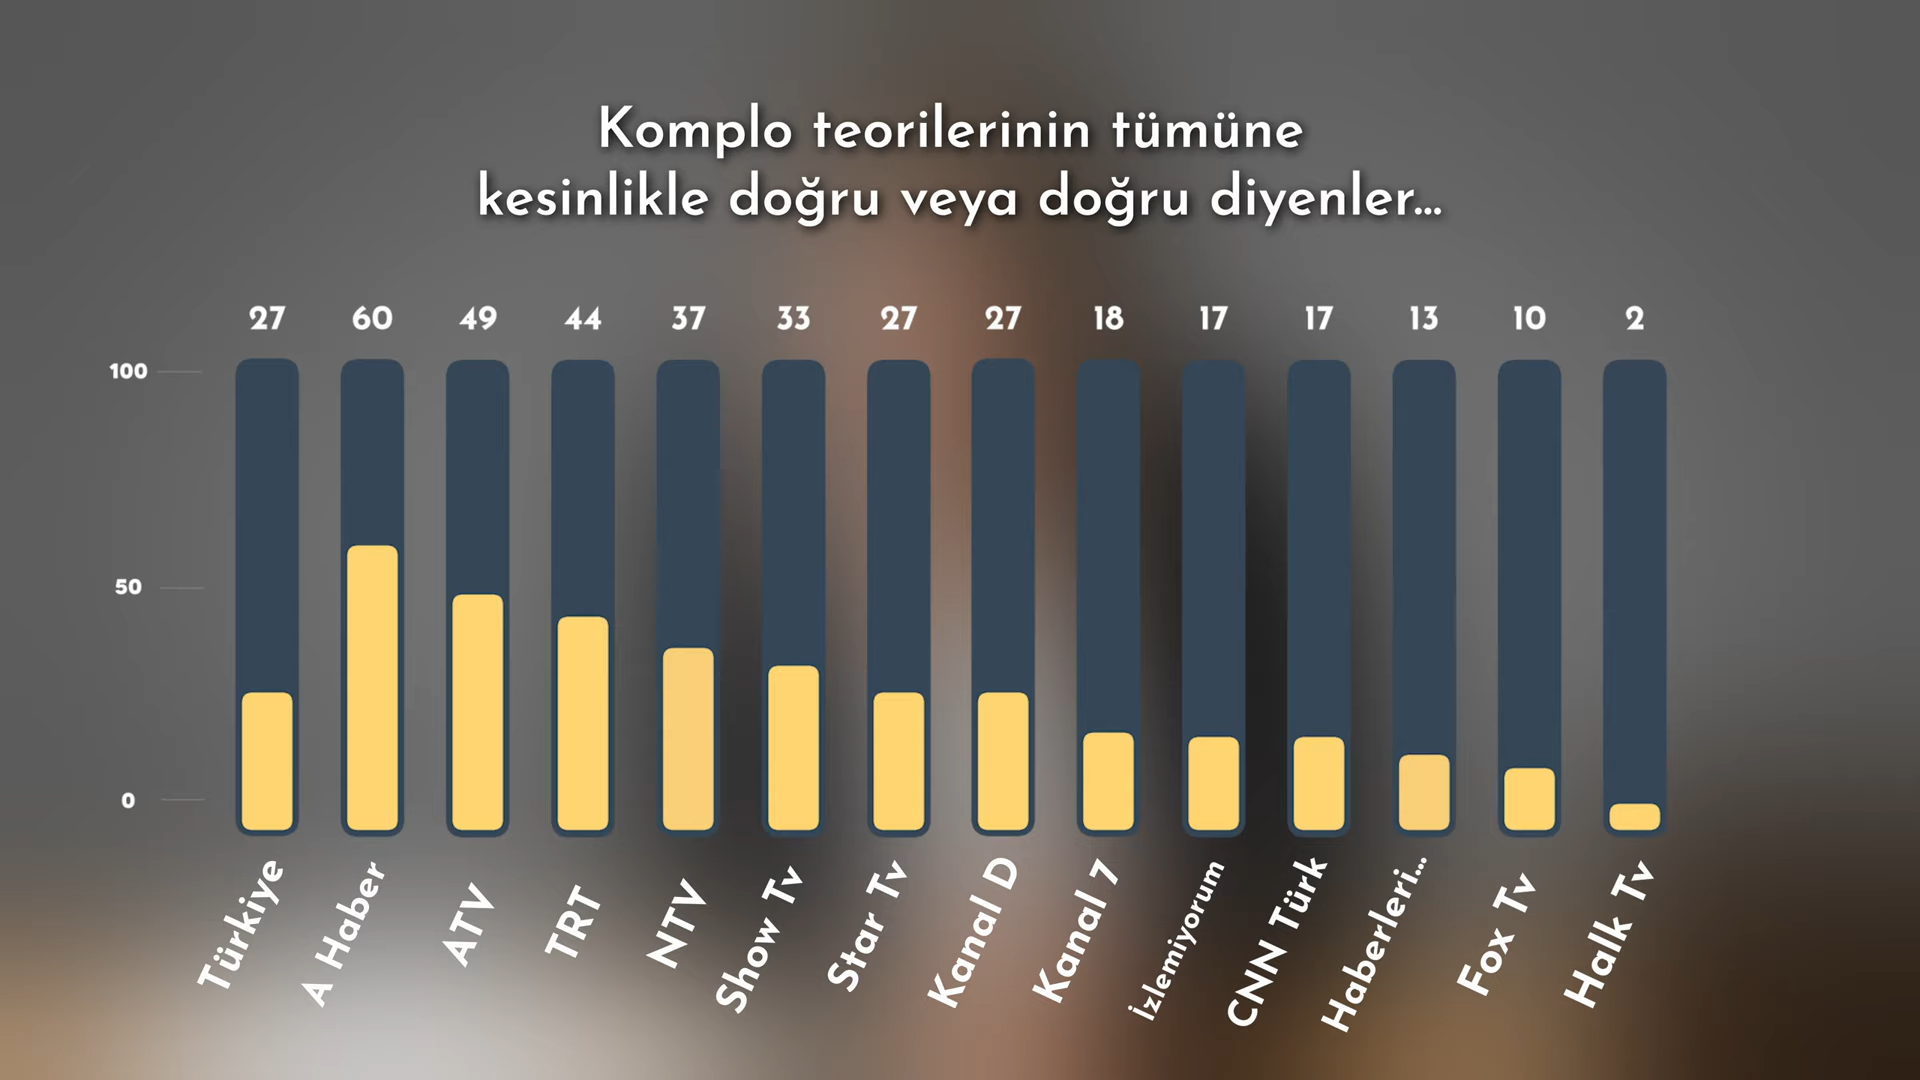 Komplo teorilerinin tümüne
kesinlikle doğru veya doğru diyenler...
27 60 49 44 37 33 27 27 18 17 17 13 10 2
100
50
0
Türkiye
A Haber
ATV
TRT
NTV
Show Tv
Star Tv
Kanal D
Kanal 7
İzlemiyorum
CNN Türk
Haberleri...
Fox Tv
Halk Tv